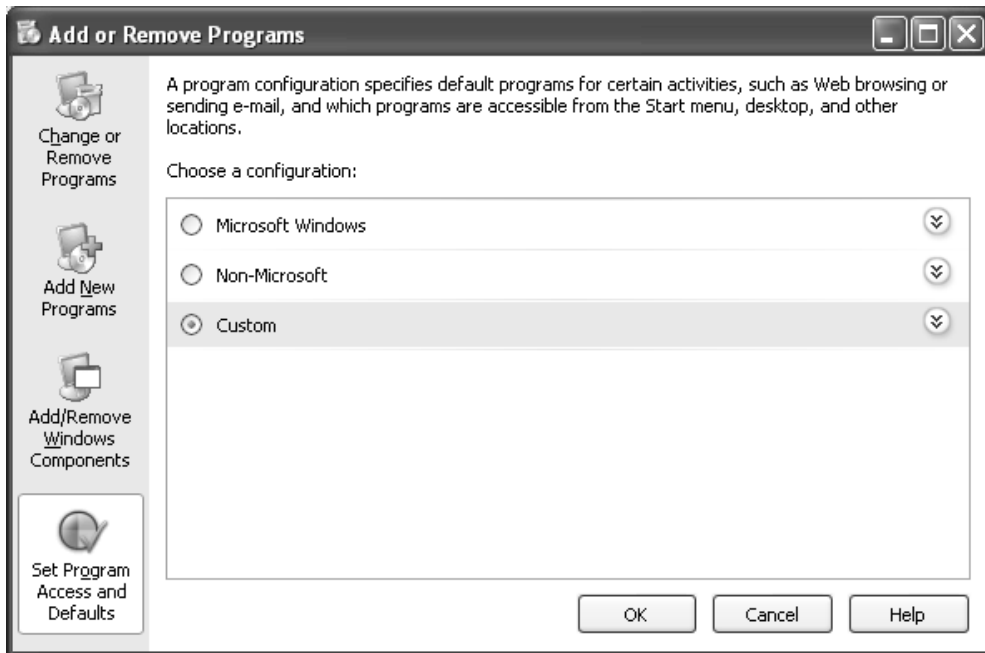 Add or Remove Programs
Change or
Remove
Programs
Add New
Programs
Add/Remove
Windows
Components
Set Program
Access and
Defaults
A program configuration specifies default programs for certain activities, such as Web browsing or
sending e-mail, and which programs are accessible from the Start menu, desktop, and other
locations.
Choose a configuration:
Microsoft Windows
Non-Microsoft
Custom
OK
Cancel
Help